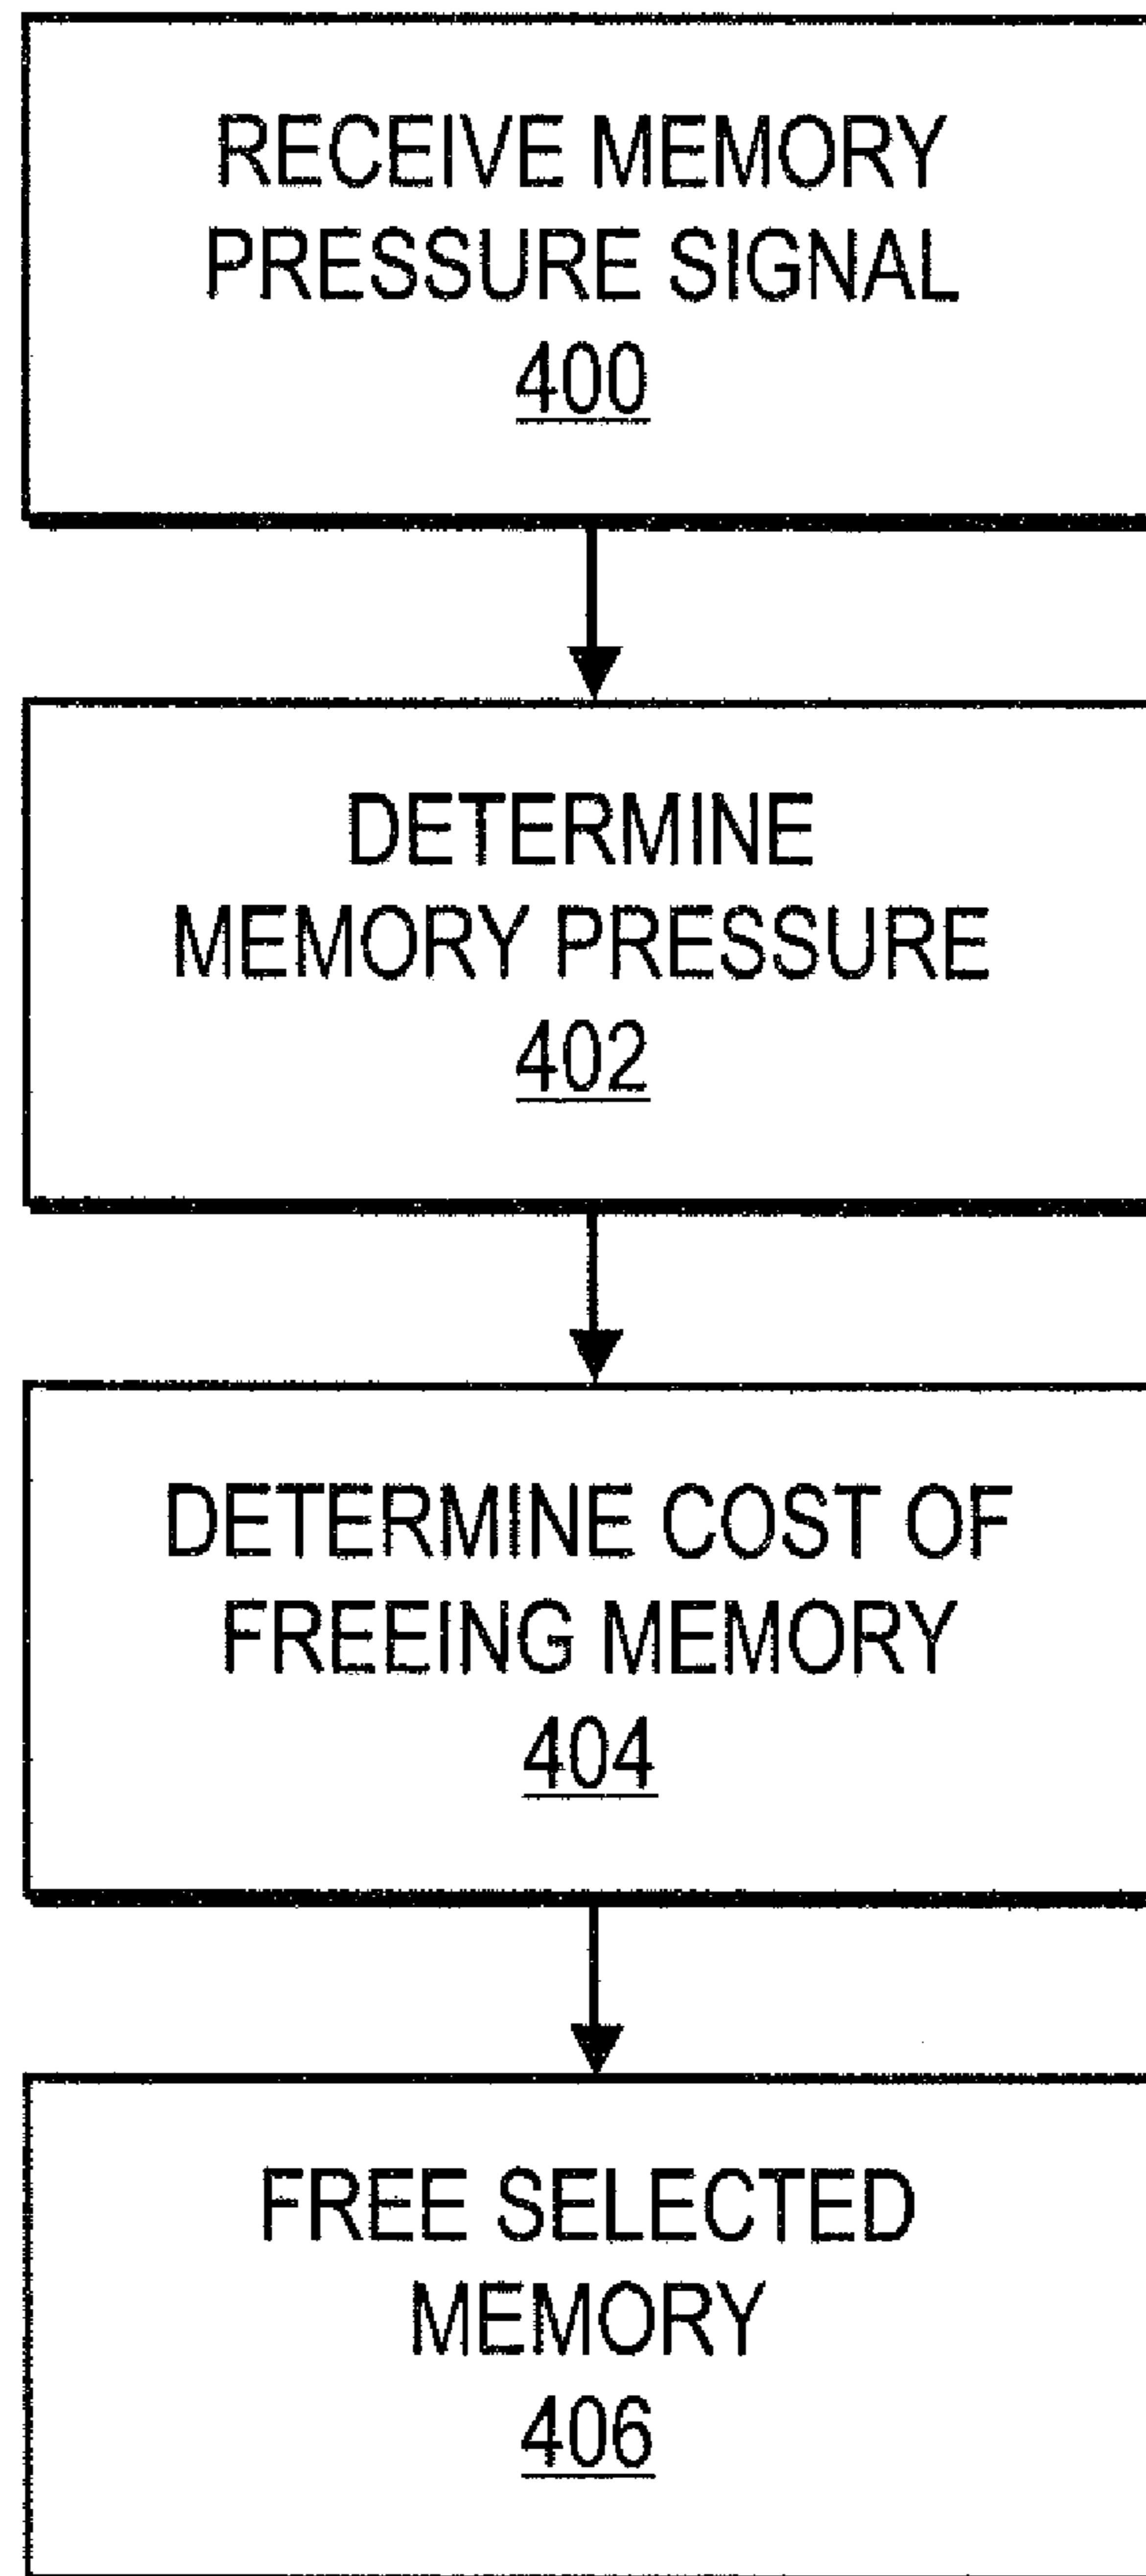 RECEIVE MEMORY
PRESSURE SIGNAL
400
DETERMINE
MEMORY PRESSURE
402
DETERMINE COST OF
FREEING MEMORY
404
FREE SELECTED
MEMORY
406